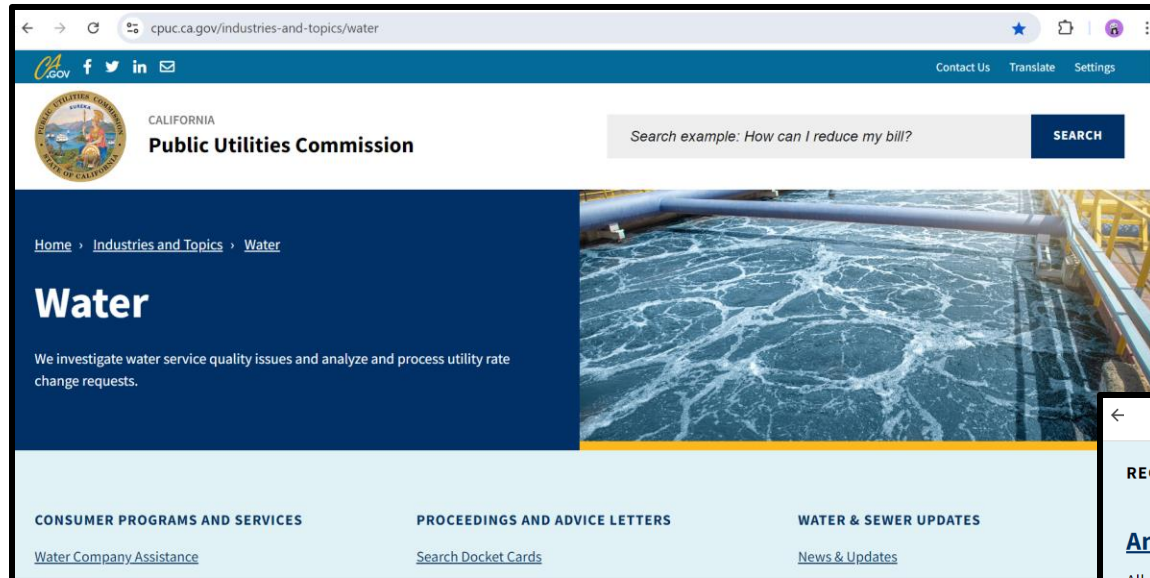 cpuc.ca.gov/industries-and-topics/water
CA.GOV
Contact Us Translate Settings
CALIFORNIA
Public Utilities Commission
Search example: How can I reduce my bill?
SEARCH
Home › Industries and Topics › Water
Water
We investigate water service quality issues and analyze and process utility rate
change requests.
CONSUMER PROGRAMS AND SERVICES
Water Company Assistance
PROCEEDINGS AND ADVICE LETTERS
Search Docket Cards
WATER & SEWER UPDATES
News & Updates